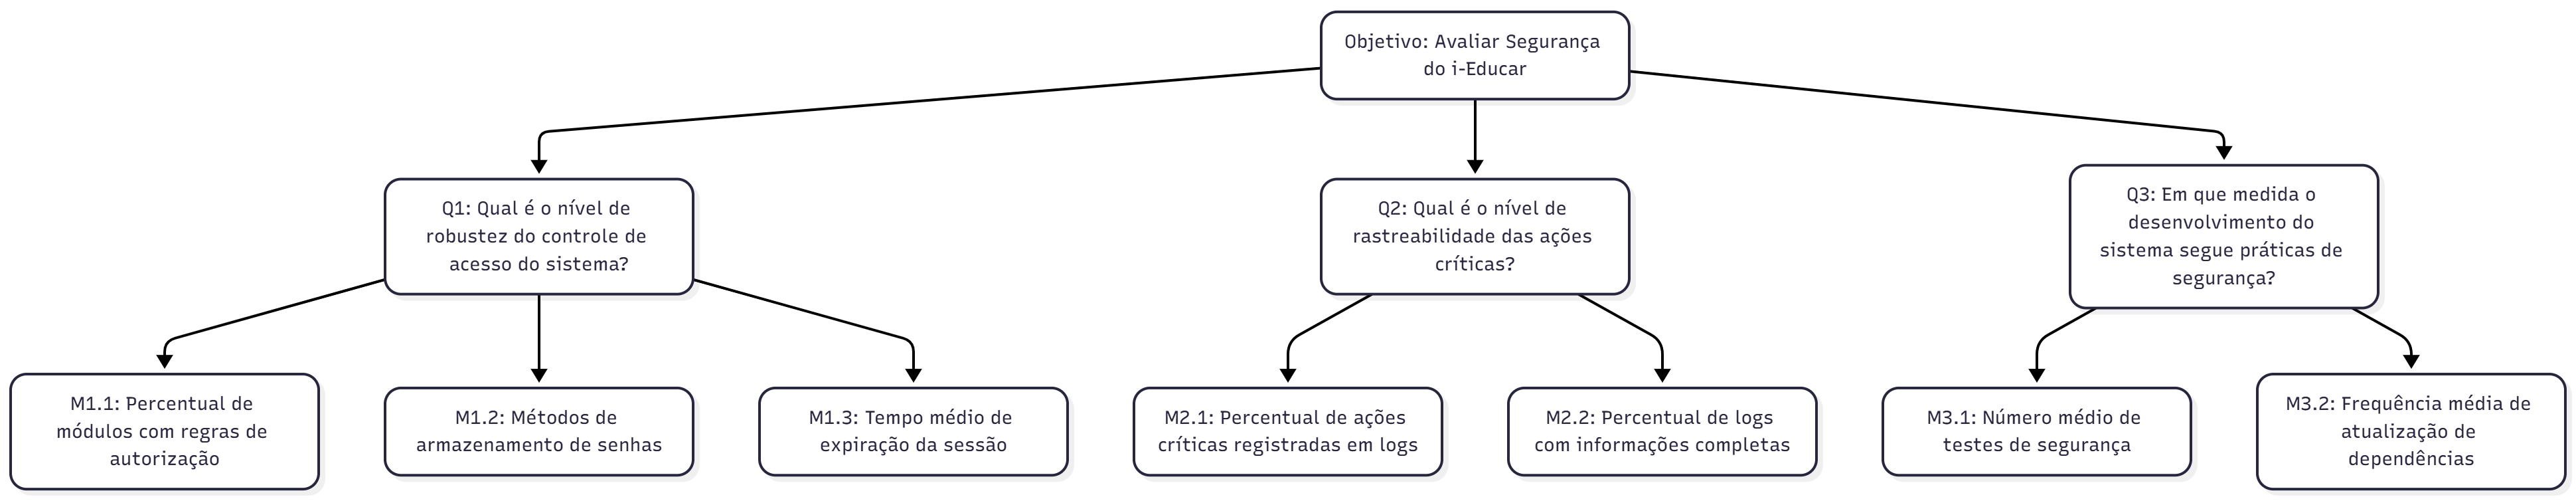 Objetivo: Avaliar Segurança
do i-Educar
Q1: Qual é o nível de
robustez do controle de
acesso do sistema?
Q2: Qual é o nível de
rastreabilidade das ações
críticas?
Q3: Em que medida o
desenvolvimento do
sistema segue práticas de
segurança?
M1.1: Percentual de
módulos com regras de
autorização
M1.2: Métodos de
armazenamento de senhas
M1.3: Tempo médio de
expiração da sessão
M2.1: Percentual de ações
críticas registradas em logs
M2.2: Percentual de logs
com informações completas
M3.1: Número médio de
testes de segurança
M3.2: Frequência média de
atualização de
dependências